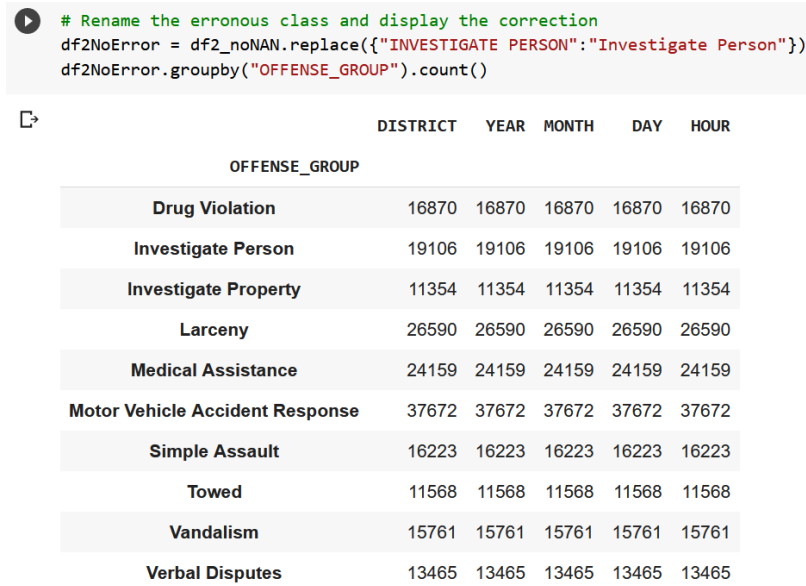 # Rename the erronous class and display the correction
df2NoError = df2_noNAN.replace({"INVESTIGATE PERSON":"Investigate Person"})
df2NoError.groupby("OFFENSE_GROUP").count()
DISTRICT YEAR MONTH DAY HOUR
OFFENSE_GROUP
Drug Violation 16870 16870 16870 16870 16870
Investigate Person 19106 19106 19106 19106 19106
Investigate Property 11354 11354 11354 11354 11354
Larceny 26590 26590 26590 26590 26590
Medical Assistance 24159 24159 24159 24159 24159
Motor Vehicle Accident Response 37672 37672 37672 37672 37672
Simple Assault 16223 16223 16223 16223 16223
Towed 11568 11568 11568 11568 11568
Vandalism 15761 15761 15761 15761 15761
Verbal Disputes 13465 13465 13465 13465 13465